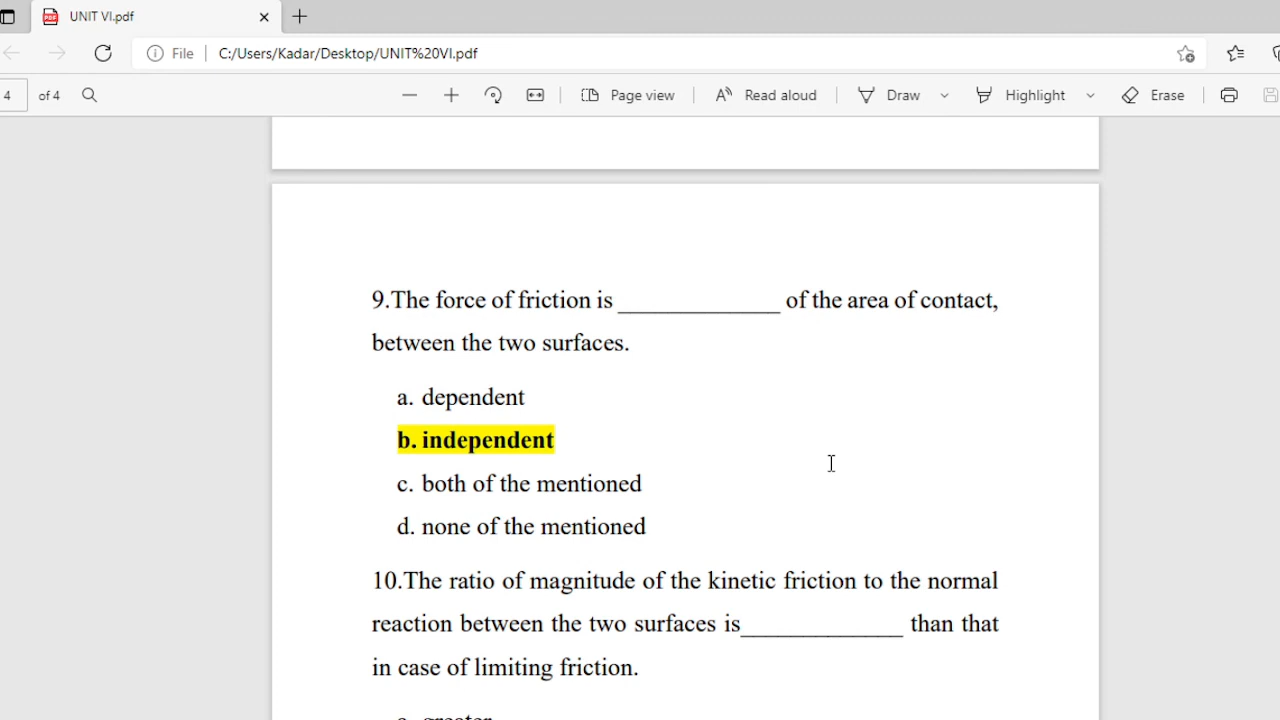 UNIT VI.pdf
File C:/Users/Kadar/Desktop/UNIT%20VI.pdf
4 of 4 Page view Read aloud Draw Highlight Erase
9.The force of friction is _____________ of the area of contact,
between the two surfaces.
a. dependent
b. independent
c. both of the mentioned
d. none of the mentioned
10.The ratio of magnitude of the kinetic friction to the normal
reaction between the two surfaces is_____________ than that
in case of limiting friction.
a. greater